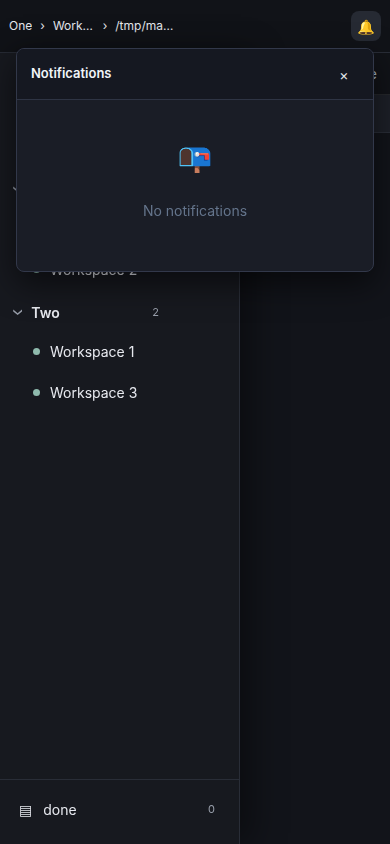 One › Work... › /tmp/ma...
Notifications ×
No notifications
Workspace 2
Two 2
Workspace 1
Workspace 3
done 0